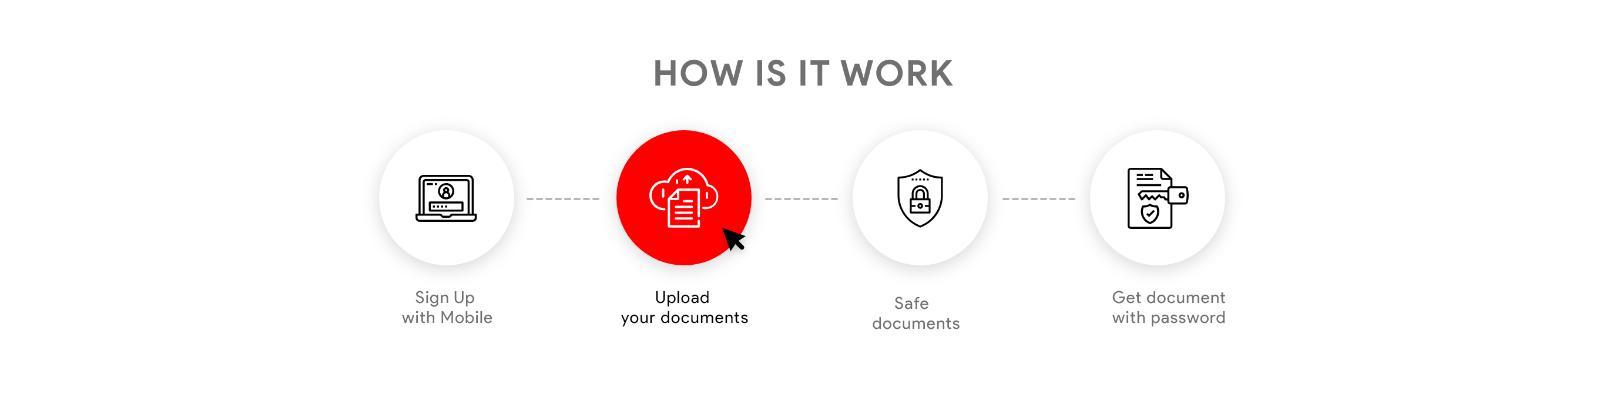 HOW IS IT WORK
Sign Up
with Mobile
Upload
your documents
Safe
documents
Get document
with password